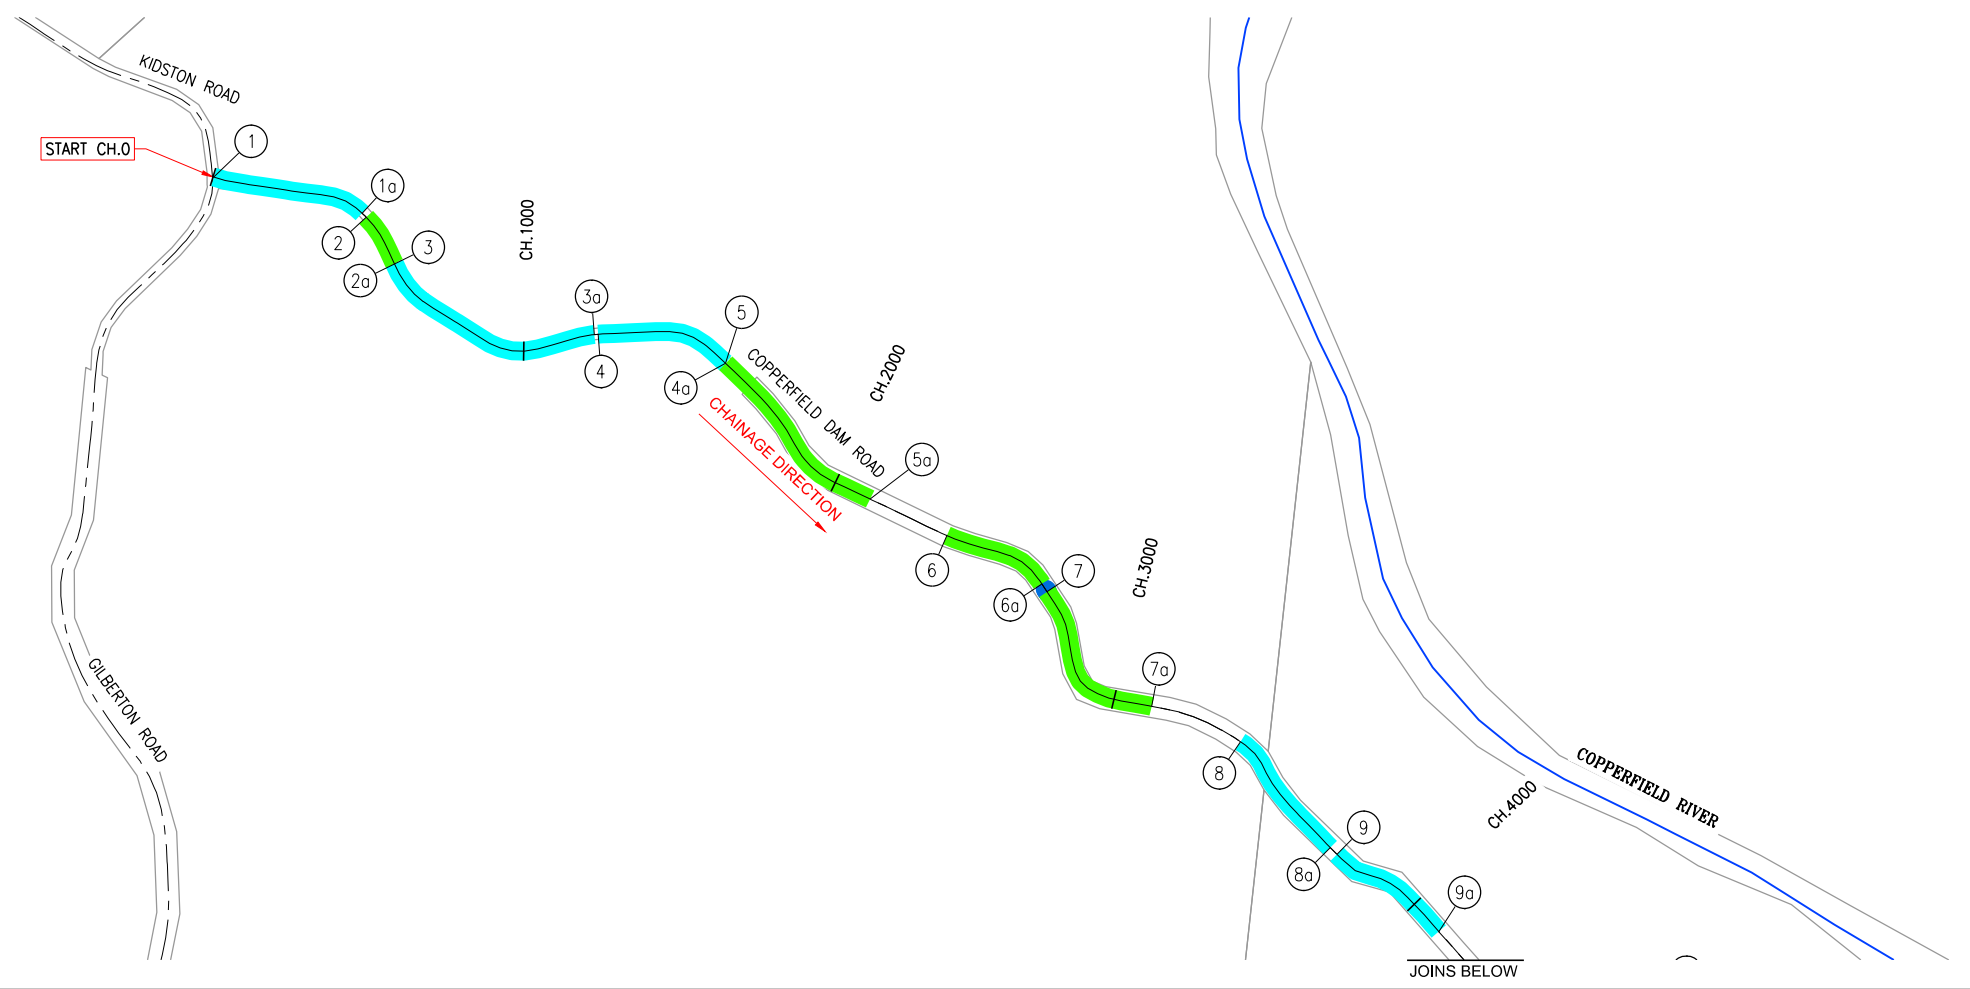 KIDSTON ROAD
START CH.0
1
1a
2
3
2a
CH.1000
3a
5
4
4a
COPPERFIELD DAM ROAD
CH.2000
CHAINAGE DIRECTION
5a
6
7
6a
CH.3000
7a
GILBERTON ROAD
8
COPPERFIELD RIVER
CH.4000
9
8a
9a
JOINS BELOW